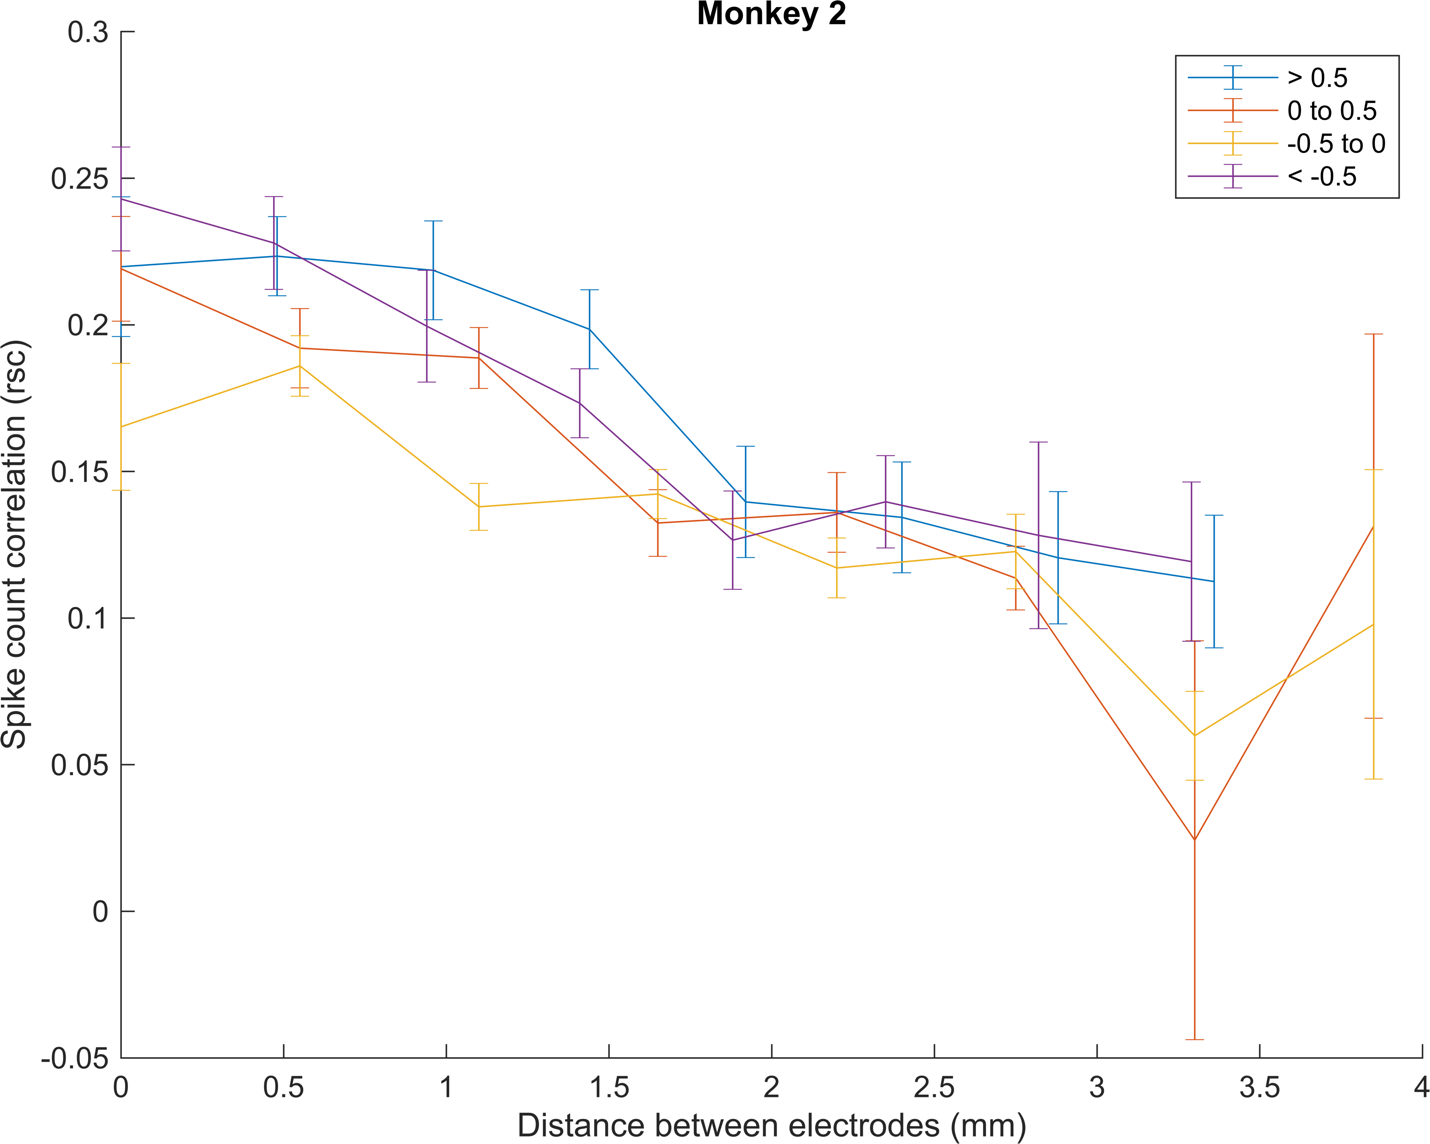 Monkey 2
0.3
0.25
0.2
0.15
0.1
0.05
0
-0.05
Spike count correlation (rsc)
> 0.5
0 to 0.5
-0.5 to 0
< -0.5
0 0.5 1 1.5 2 2.5 3 3.5 4
Distance between electrodes (mm)